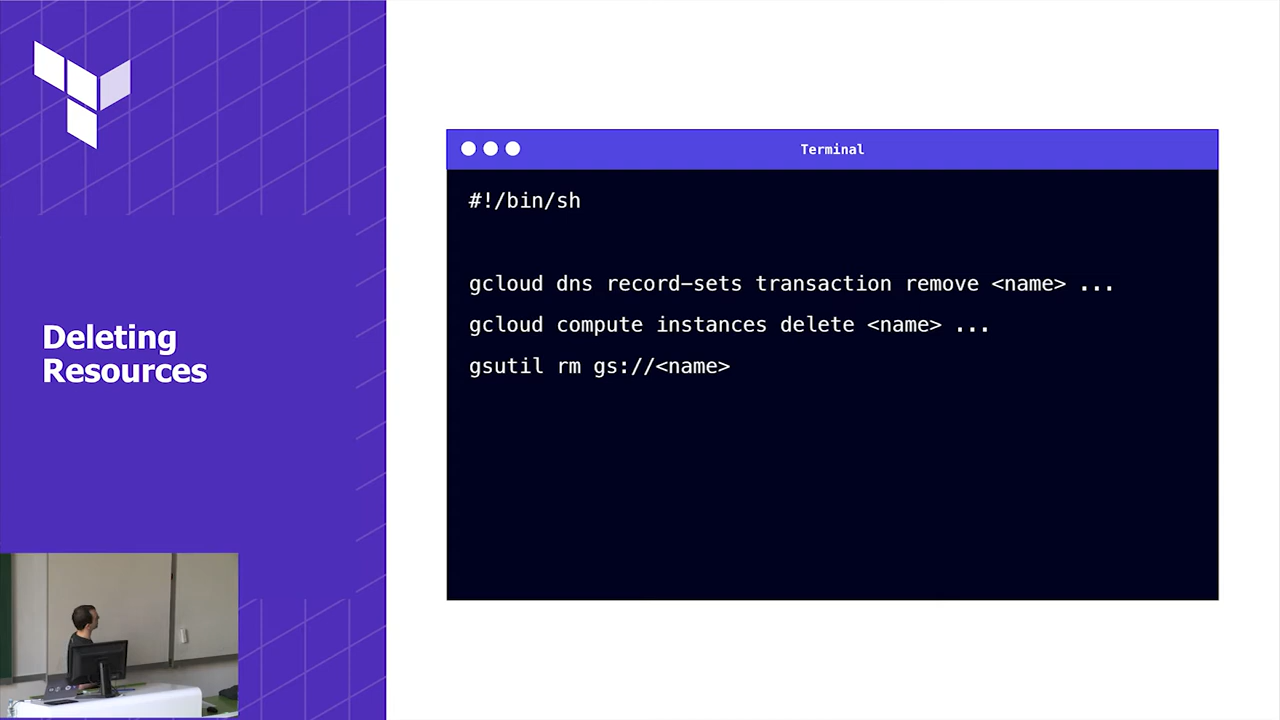 Deleting
Resources
Terminal
#!/bin/sh
gcloud dns record-sets transaction remove <name> ...
gcloud compute instances delete <name> ...
gsutil rm gs://<name>